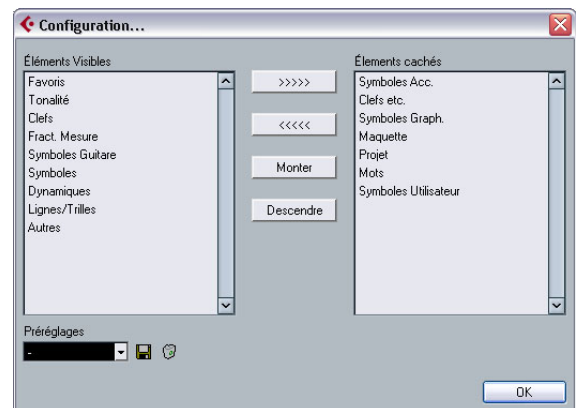 Configuration...
Éléments Visibles
Favoris
Tonalité
Clefs
Fract. Mesure
Symboles Guitare
Symboles
Dynamiques
Lignes/Trilles
Autres
>>>>>
<<<<<
Monter
Descendre
Élements cachés
Symboles Acc.
Clefs etc.
Symboles Graph.
Maquette
Projet
Mots
Symboles Utilisateur
Préréglages
-
OK